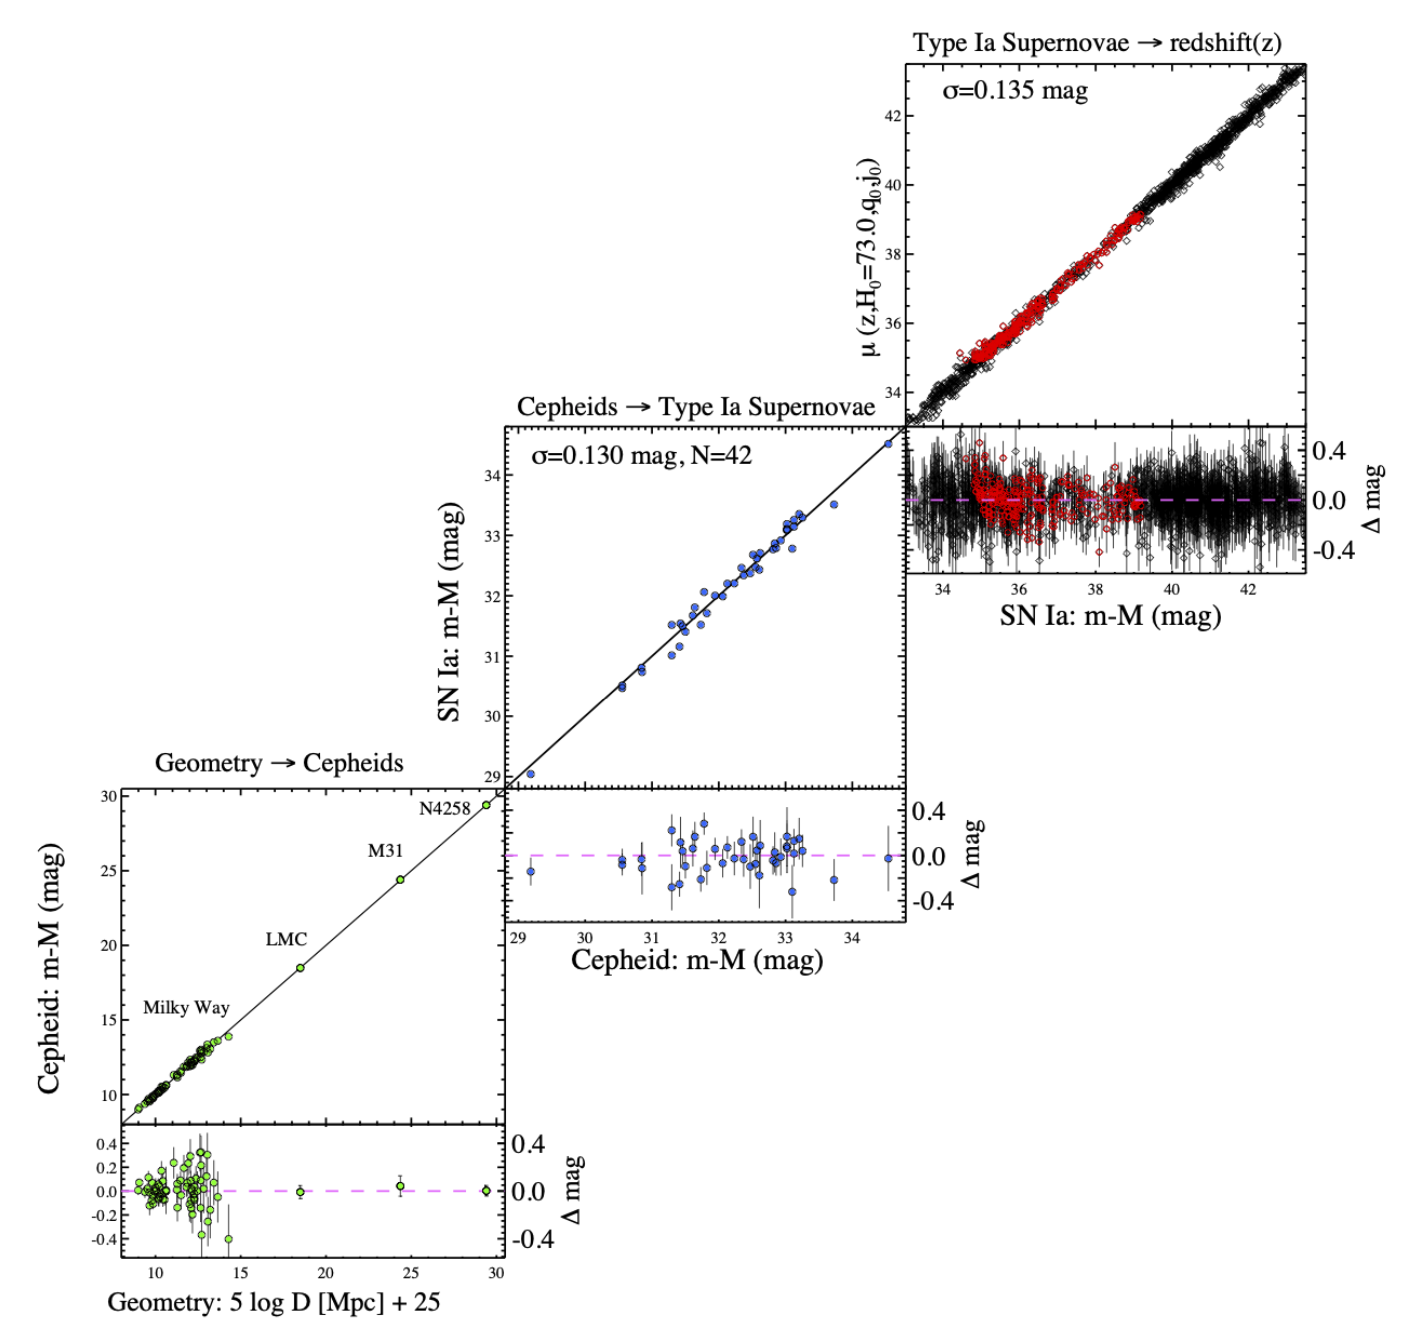 Type Ia Supernovae → redshift(z)
σ=0.135 mag
42
40
38
36
34
μ (z,H₀=73.0,q₀,j₀)
0.4
0.0
-0.4
Δ mag
34 36 38 40 42
SN Ia: m-M (mag)
Cepheids → Type Ia Supernovae
σ=0.130 mag, N=42
34
33
32
31
30
29
SN Ia: m-M (mag)
0.4
0.0
-0.4
Δ mag
29 30 31 32 33 34
Cepheid: m-M (mag)
Geometry → Cepheids
30
25
20
15
10
Cepheid: m-M (mag)
N4258
M31
LMC
Milky Way
0.4
0.2
0.0
-0.2
-0.4
0.4
0.0
-0.4
Δ mag
10 15 20 25 30
Geometry: 5 log D [Mpc] + 25